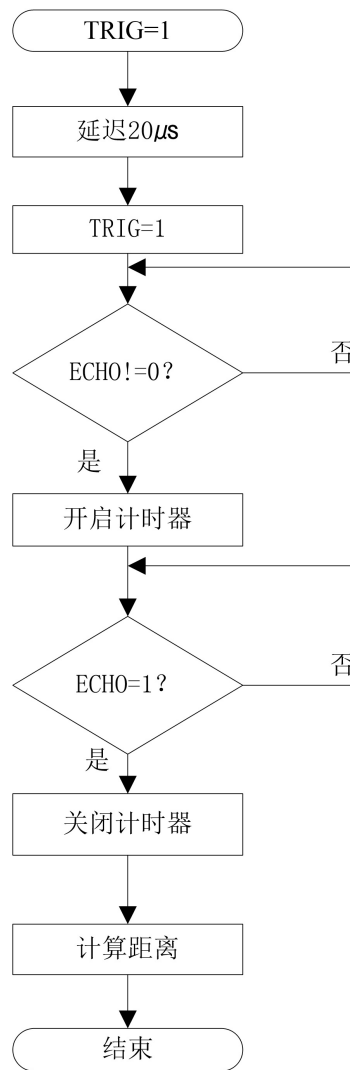 TRIG=1
延迟20μs
TRIG=1
ECHO!=0?
否
是
开启计时器
ECHO=1?
否
是
关闭计时器
计算距离
结束